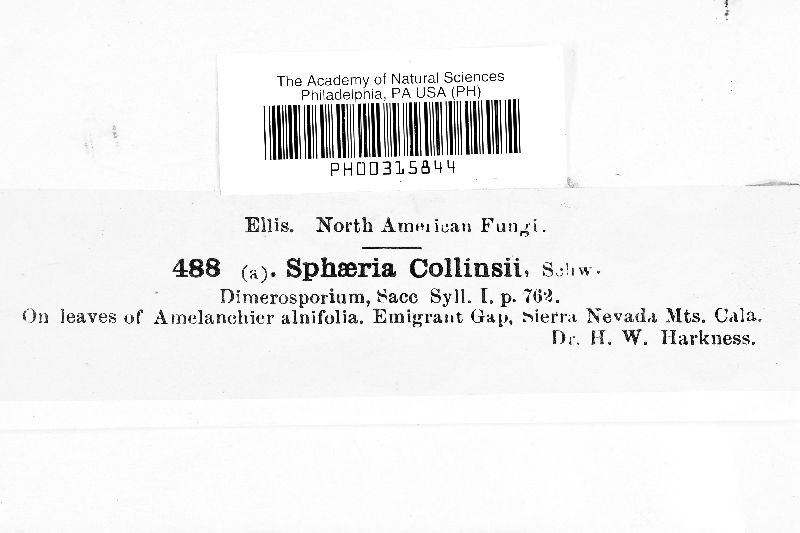 The Academy of Natural Sciences
Philadelphia, PA USA (PH)
PH00315844
Ellis. North American Fungi.
488 (a). Sphæria Collinsii, Schw.
Dimerosporium, Sacc Syll. I, p. 762.
On leaves of Amelanchier alnifolia. Emigrant Gap, Sierra Nevada Mts. Cala.
Dr. H. W. Harkness.